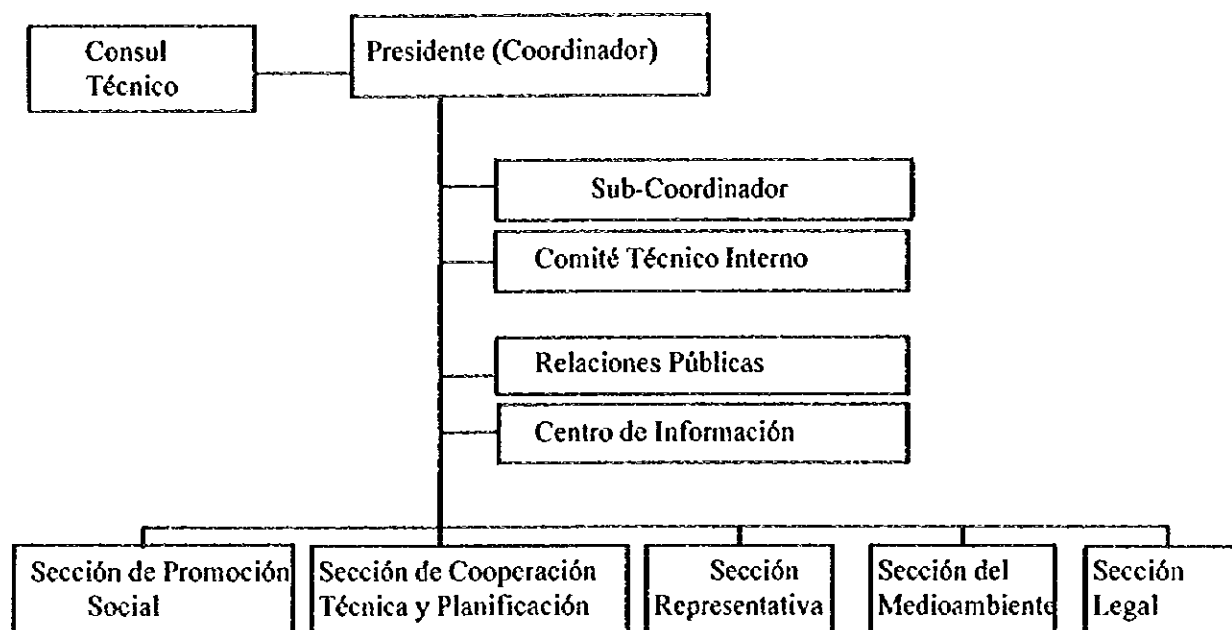 Consul
Técnico
Presidente (Coordinador)
Sub-Coordinador
Comité Técnico Interno
Relaciones Públicas
Centro de Información
Sección de Promoción
Social
Sección de Cooperación
Técnica y Planificación
Sección
Representativa
Sección del
Medioambiente
Sección
Legal